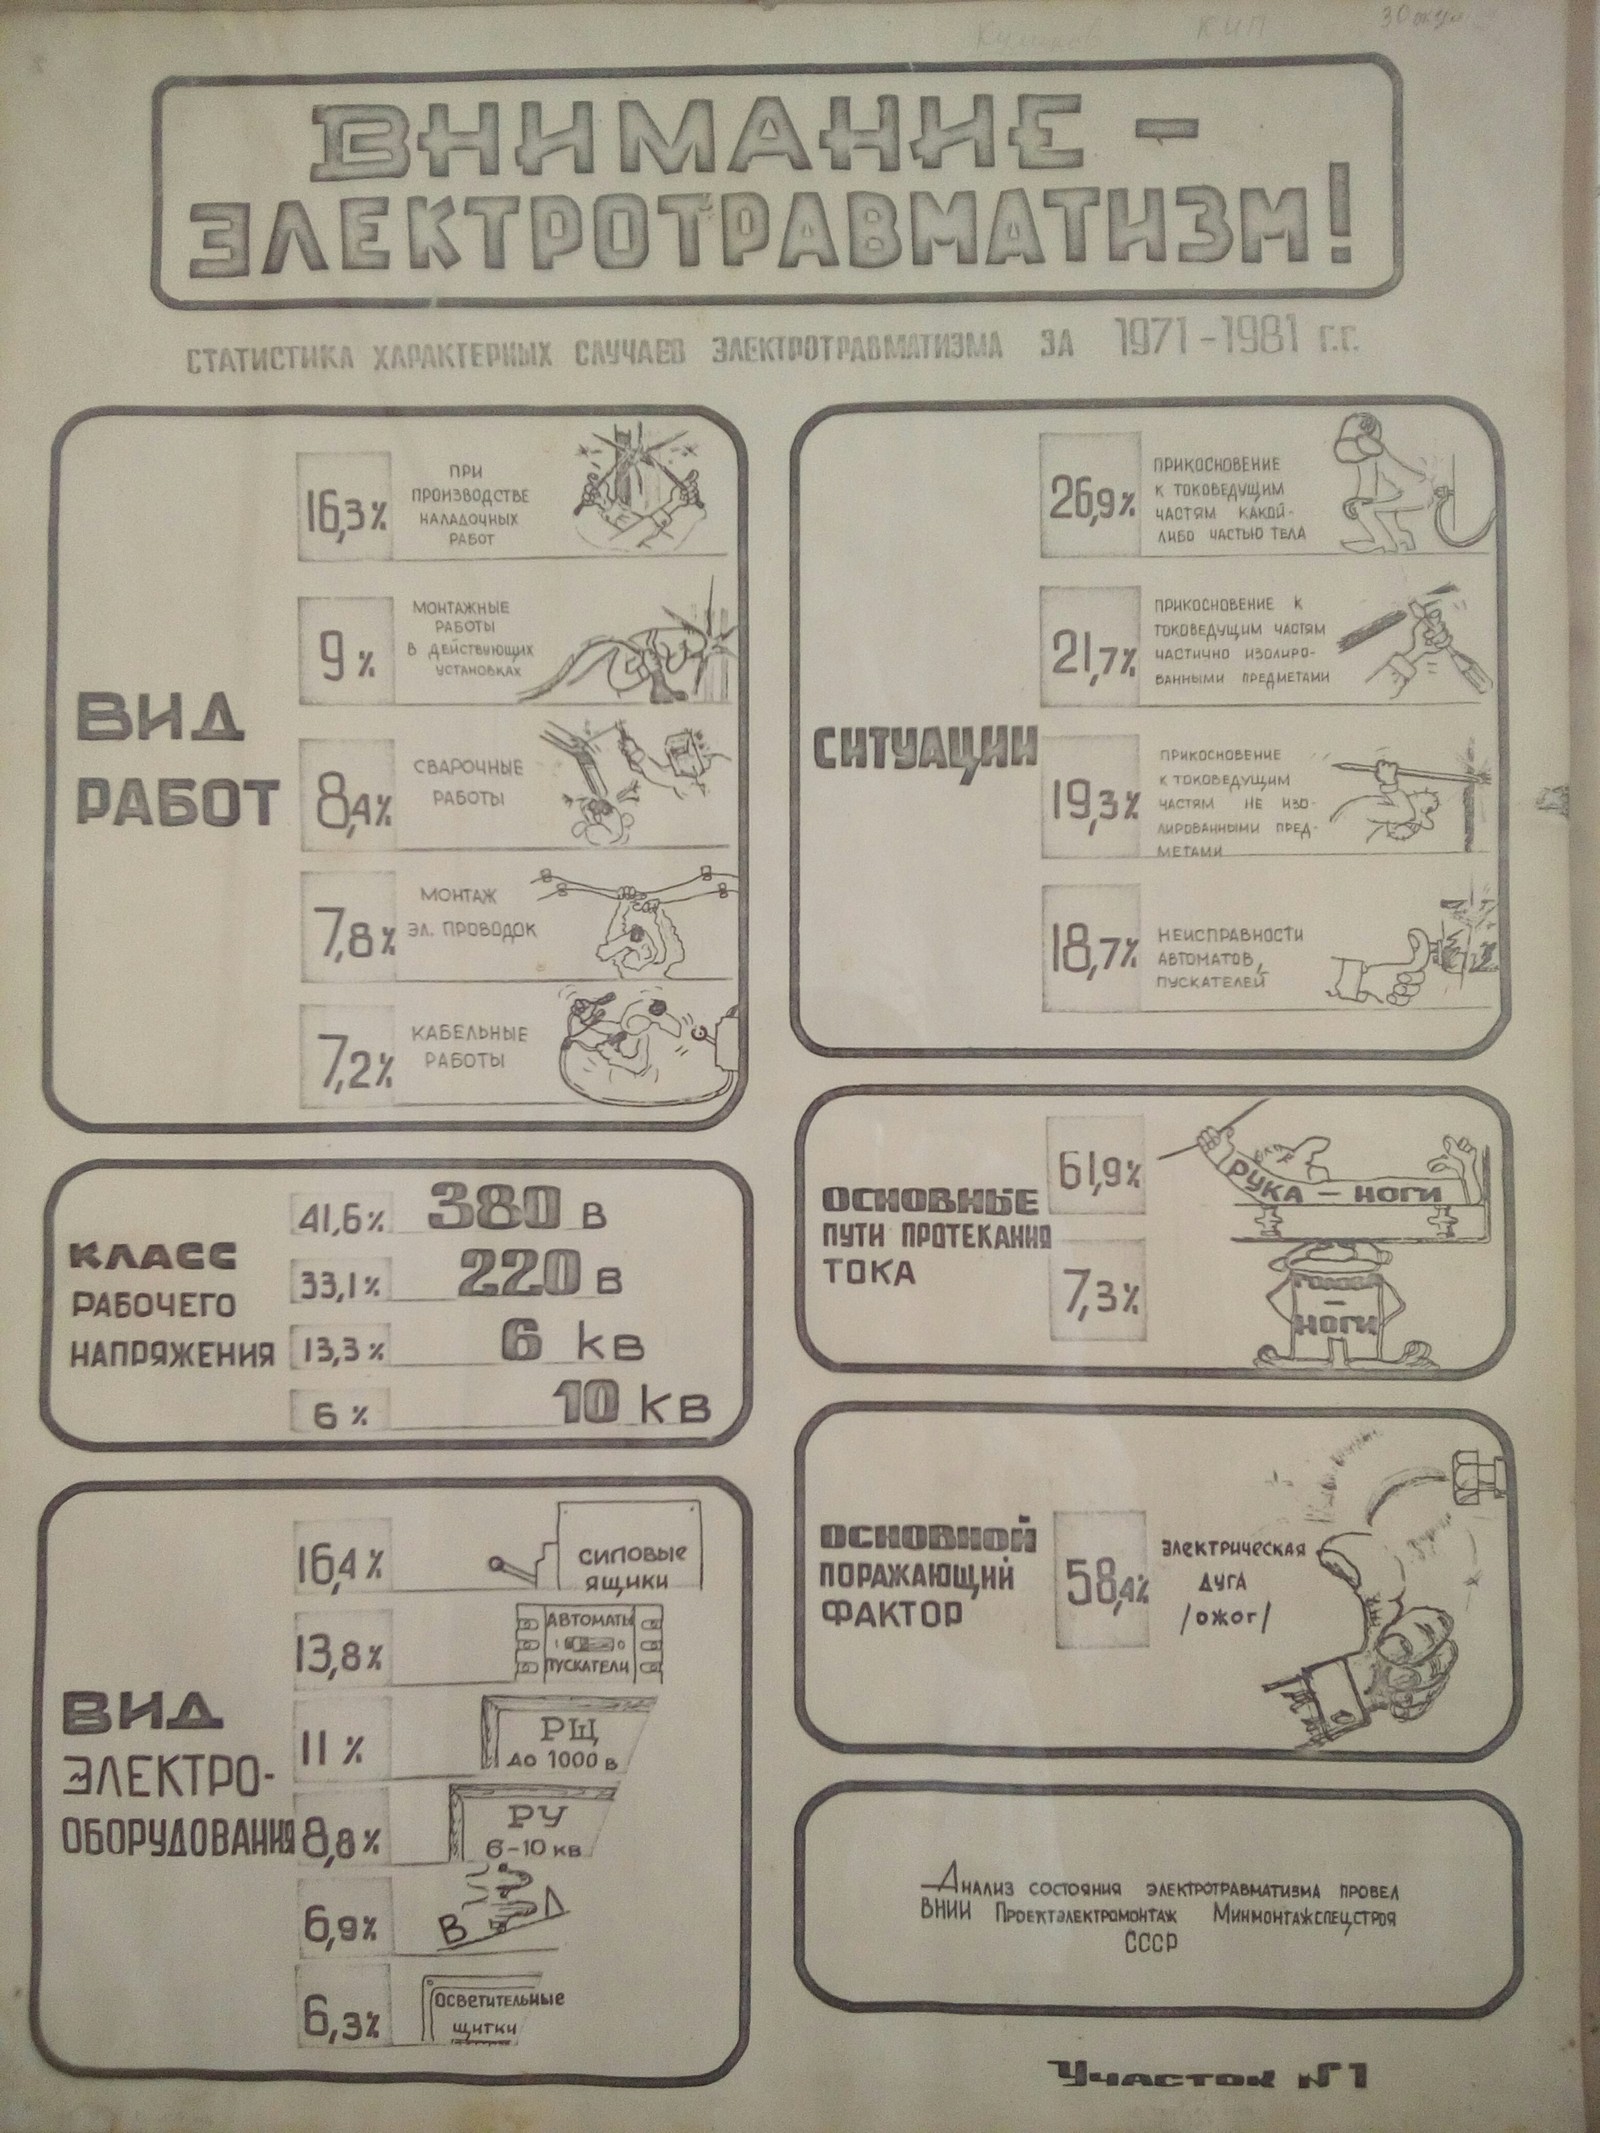 КИП
ВНИМАНИЕ –
ЭЛЕКТРОТРАВМАТИЗМ!
СТАТИСТИКА ХАРАКТЕРНЫХ СЛУЧАЕВ ЭЛЕКТРОТРАВМАТИЗМА ЗА 1971-1981 г.г.
ВИД
РАБОТ
16,3%
ПРИ
ПРОИЗВОДСТВЕ
НАЛАДОЧНЫХ
РАБОТ
9%
МОНТАЖНЫЕ
РАБОТЫ
В ДЕЙСТВУЮЩИХ
УСТАНОВКАХ
8,4%
СВАРОЧНЫЕ
РАБОТЫ
7,8%
МОНТАЖ
ЭЛ. ПРОВОДОК
7,2%
КАБЕЛЬНЫЕ
РАБОТЫ
КЛАСС
РАБОЧЕГО
НАПРЯЖЕНИЯ
41,6% 380 В
33,1% 220 В
13,3% 6 кв
6% 10 кв
ВИД
ЭЛЕКТРО-
ОБОРУДОВАНИЯ
16,4%
СИЛОВЫЕ
ЯЩИКИ
13,8%
АВТОМАТЫ
ПУСКАТЕЛИ
11%
РЩ
ДО 1000 В
8,8%
РУ
6-10 кв
6,9%
ВЛ
6,3%
ОСВЕТИТЕЛЬНЫЕ
ЩИТКИ
СИТУАЦИИ
26,9%
ПРИКОСНОВЕНИЕ
К ТОКОВЕДУЩИМ
ЧАСТЯМ КАКОЙ-
ЛИБО ЧАСТЬЮ ТЕЛА
21,7%
ПРИКОСНОВЕНИЕ К
ТОКОВЕДУЩИМ ЧАСТЯМ
ЧАСТИЧНО ИЗОЛИРО-
ВАННЫМИ ПРЕДМЕТАМИ
19,3%
ПРИКОСНОВЕНИЕ
К ТОКОВЕДУЩИМ
ЧАСТЯМ НЕ ИЗО-
ЛИРОВАННЫМИ ПРЕД-
МЕТАМИ
18,7%
НЕИСПРАВНОСТИ
АВТОМАТОВ,
ПУСКАТЕЛЕЙ
ОСНОВНЫЕ
ПУТИ ПРОТЕКАНИЯ
ТОКА
61,9%
РУКА – НОГИ
7,3%
ГОЛОВА
–
НОГИ
ОСНОВНОЙ
ПОРАЖАЮЩИЙ
ФАКТОР
58,4%
ЭЛЕКТРИЧЕСКАЯ
ДУГА
/ОЖОГ/
АНАЛИЗ СОСТОЯНИЯ ЭЛЕКТРОТРАВМАТИЗМА ПРОВЕЛ
ВНИИ ПРОЕКТЭЛЕКТРОМОНТАЖ МИНМОНТАЖСПЕЦСТРОЯ
СССР
УЧАСТОК N1